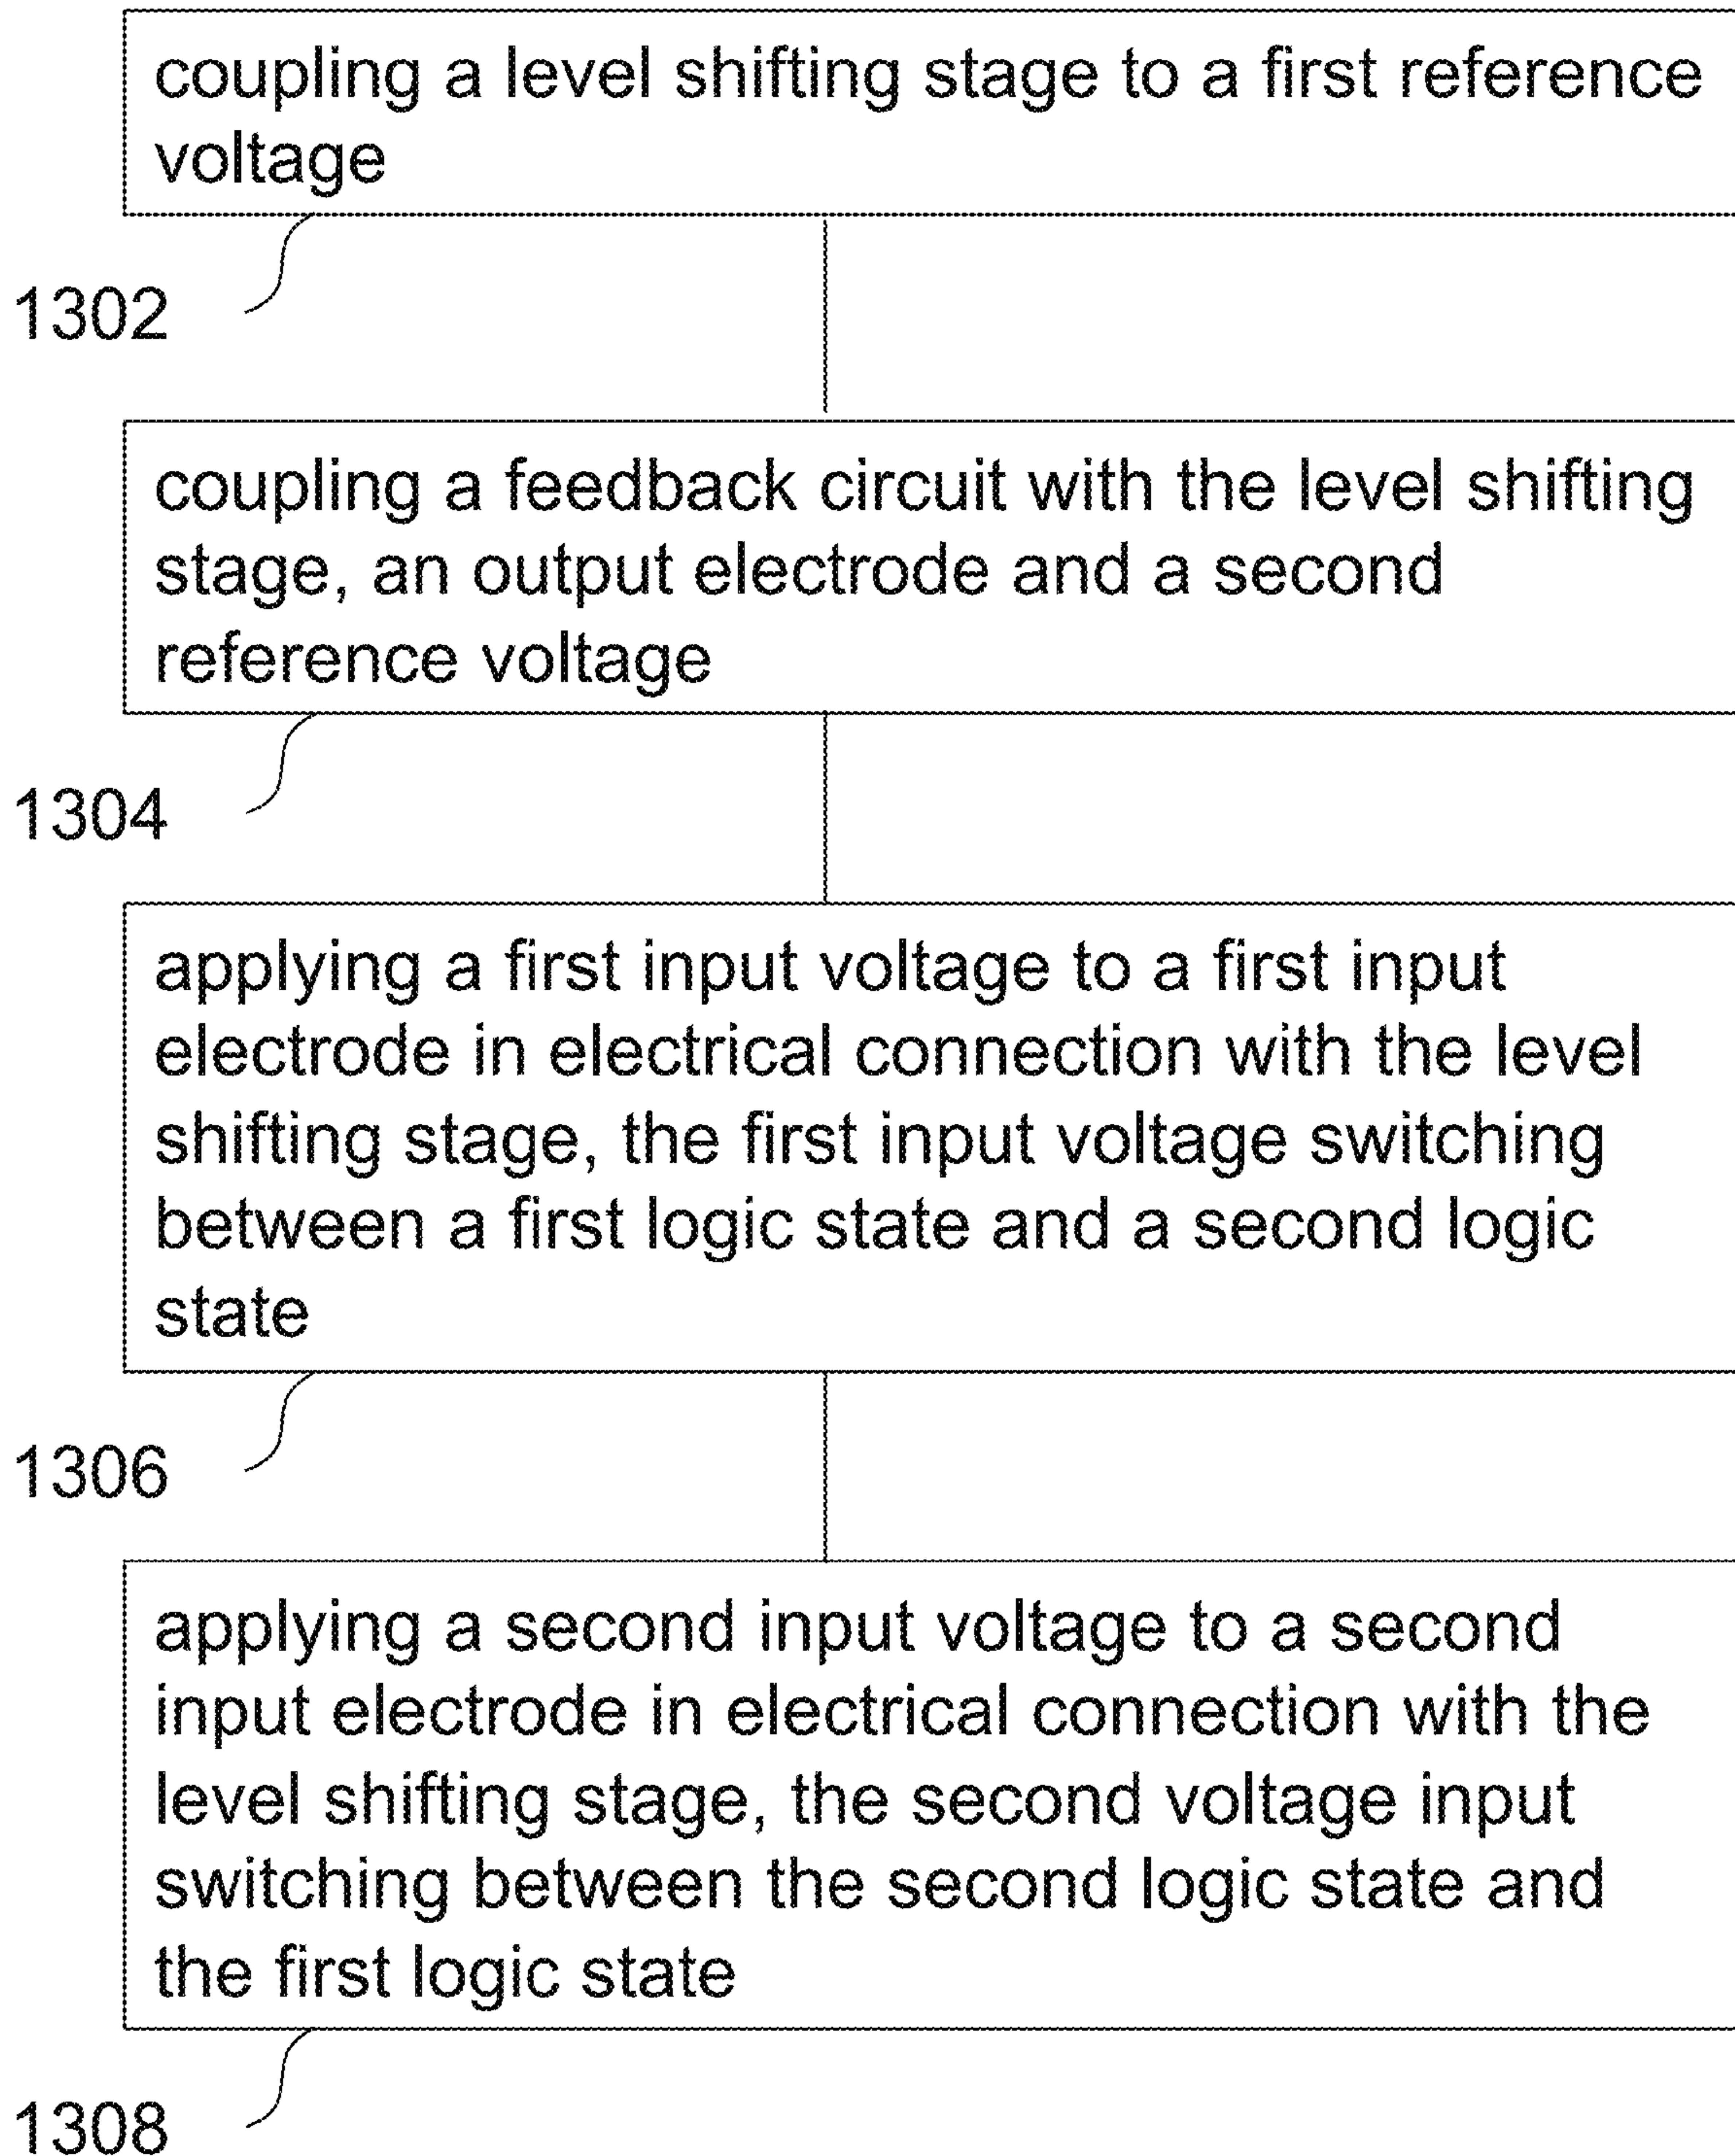 coupling a level shifting stage to a first reference
voltage
1302
coupling a feedback circuit with the level shifting
stage, an output electrode and a second
reference voltage
1304
applying a first input voltage to a first input
electrode in electrical connection with the level
shifting stage, the first input voltage switching
between a first logic state and a second logic
state
1306
applying a second input voltage to a second
input electrode in electrical connection with the
level shifting stage, the second voltage input
switching between the second logic state and
the first logic state
1308